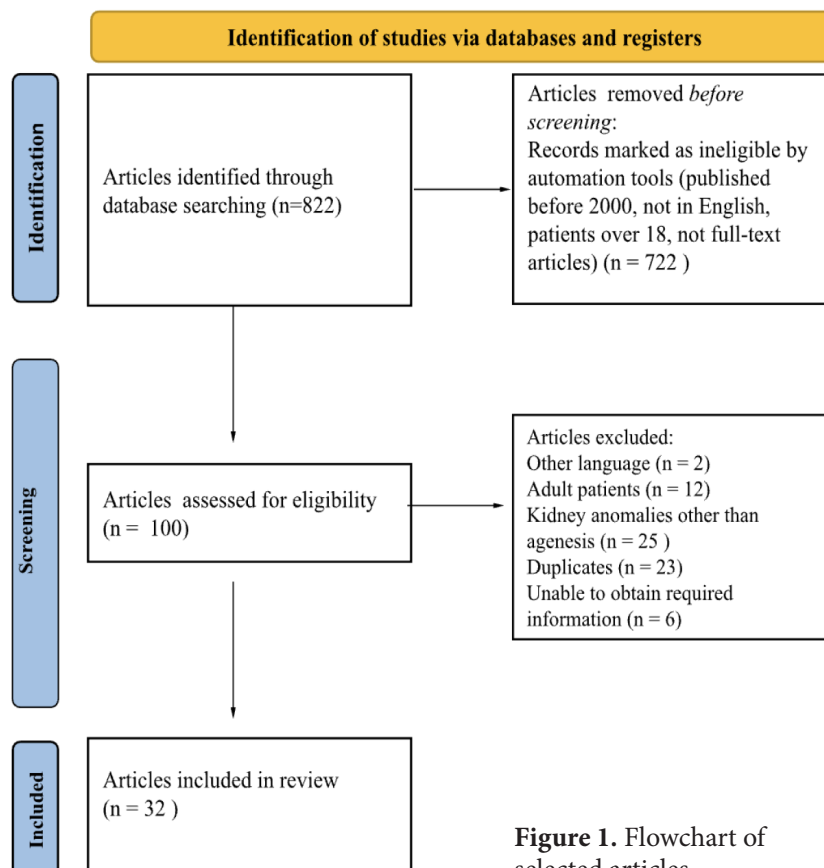 Identification of studies via databases and registers
Identification
Articles identified through
database searching (n=822)
Articles removed before
screening:
Records marked as ineligible by
automation tools (published
before 2000, not in English,
patients over 18, not full-text
articles) (n = 722 )
Screening
Articles assessed for eligibility
(n = 100)
Articles excluded:
Other language (n = 2)
Adult patients (n = 12)
Kidney anomalies other than
agenesis (n = 25 )
Duplicates (n = 23)
Unable to obtain required
information (n = 6)
Included
Articles included in review
(n = 32 )
Figure 1. Flowchart of
selected articles